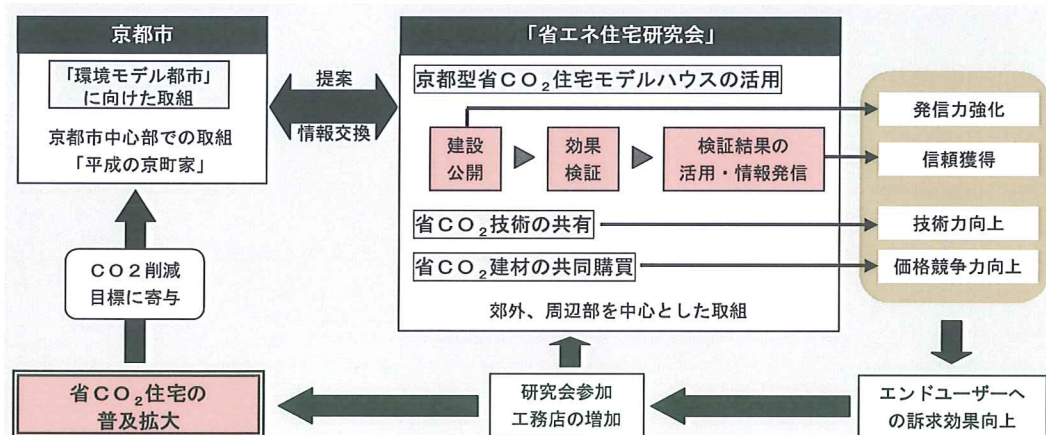 京都市
「環境モデル都市」
に向けた取組
京都市中心部での取組
「平成の京町家」
提案
情報交換
「省エネ住宅研究会」
京都型省ＣＯ₂住宅モデルハウスの活用
建設
公開
効果
検証
検証結果の
活用・情報発信
省ＣＯ₂技術の共有
省ＣＯ₂建材の共同購買
郊外、周辺部を中心とした取組
発信力強化
信頼獲得
技術力向上
価格競争力向上
エンドユーザーへ
の訴求効果向上
研究会参加
工務店の増加
省ＣＯ₂住宅の
普及拡大
ＣＯ２削減
目標に寄与